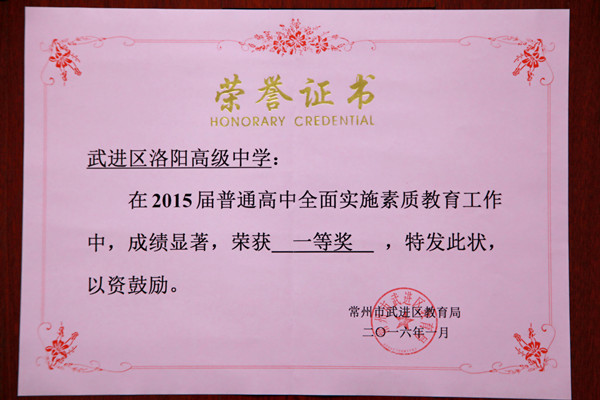 荣誉证书
HONORARY CREDENTIAL
武进区洛阳高级中学：
在2015届普通高中全面实施素质教育工作
中，成绩显著，荣获 一等奖 ，特发此状，
以资鼓励。
常州市武进区教育局
二〇一六年一月